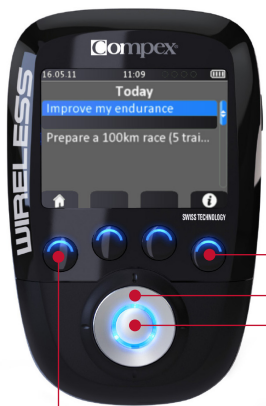 Compex
WIRELESS
16.05.11 11:09
Today
Improve my endurance
Prepare a 100km race (5 trai...
i
SWISS TECHNOLOGY